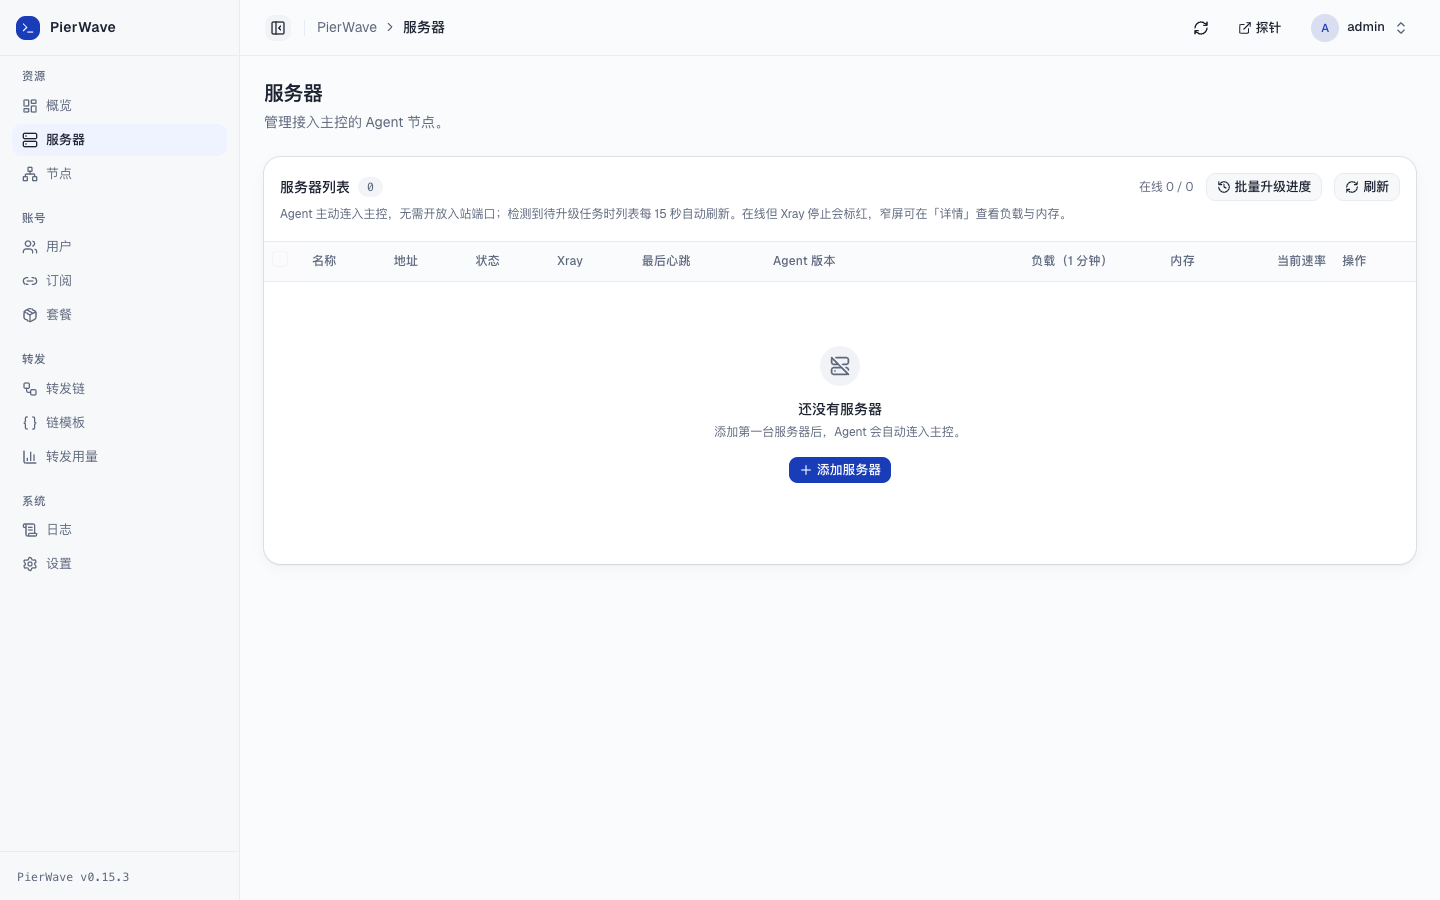 PierWave
PierWave > 服务器
探针
A
admin
资源
概览
服务器
节点
账号
用户
订阅
套餐
转发
转发链
链模板
转发用量
系统
日志
设置
PierWave v0.15.3
服务器
管理接入主控的 Agent 节点。
服务器列表 0
在线 0 / 0
批量升级进度
刷新
Agent 主动连入主控，无需开放入站端口；检测到待升级任务时列表每 15 秒自动刷新。在线但 Xray 停止会标红，窄屏可在「详情」查看负载与内存。
名称 地址 状态 Xray 最后心跳 Agent 版本 负载（1 分钟） 内存 当前速率 操作
还没有服务器
添加第一台服务器后，Agent 会自动连入主控。
添加服务器